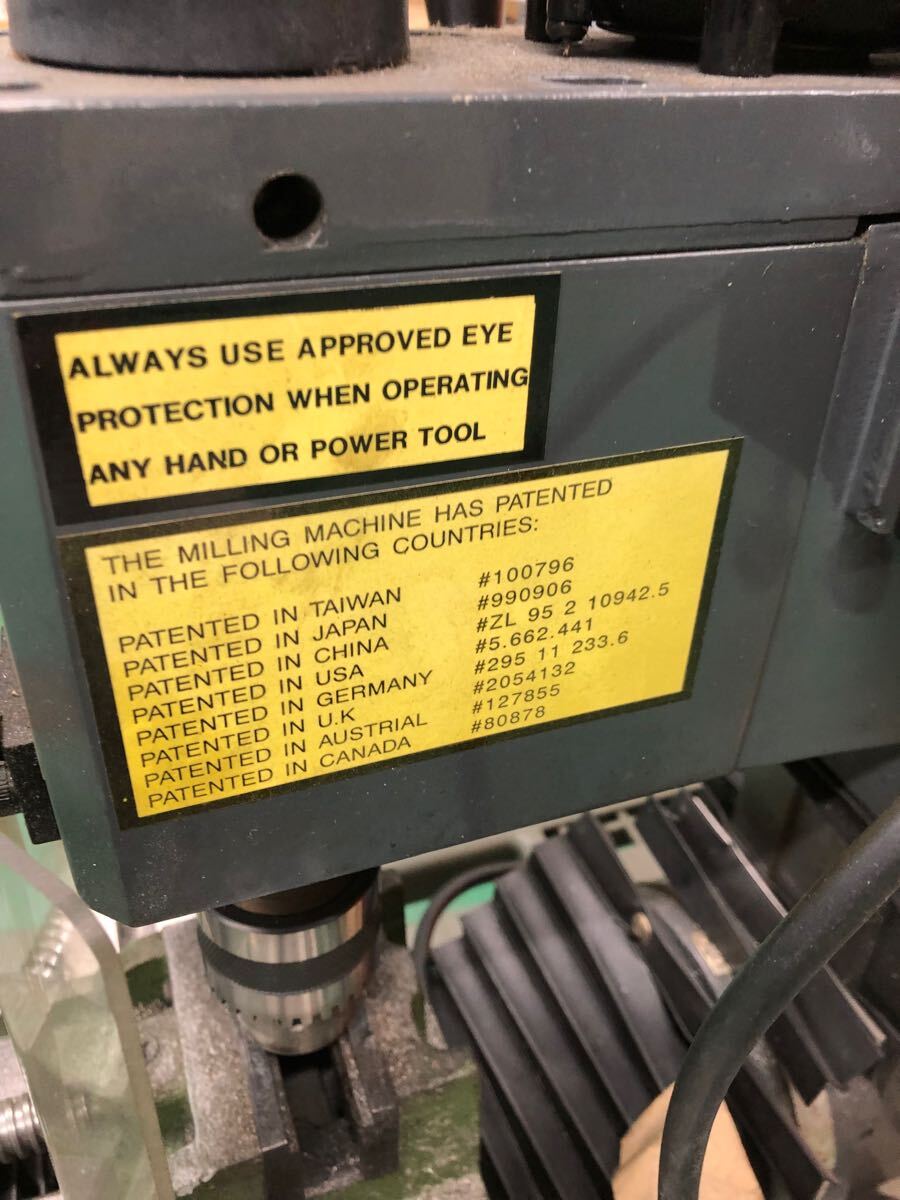 ALWAYS USE APPROVED EYE
PROTECTION WHEN OPERATING
ANY HAND OR POWER TOOL
THE MILLING MACHINE HAS PATENTED
IN THE FOLLOWING COUNTRIES:
PATENTED IN TAIWAN #100796
PATENTED IN JAPAN #990906
PATENTED IN CHINA #ZL 95 2 10942.5
PATENTED IN USA #5.662.441
PATENTED IN GERMANY #295 11 233.6
PATENTED IN U.K #2054132
PATENTED IN AUSTRIAL #127855
PATENTED IN CANADA #80878